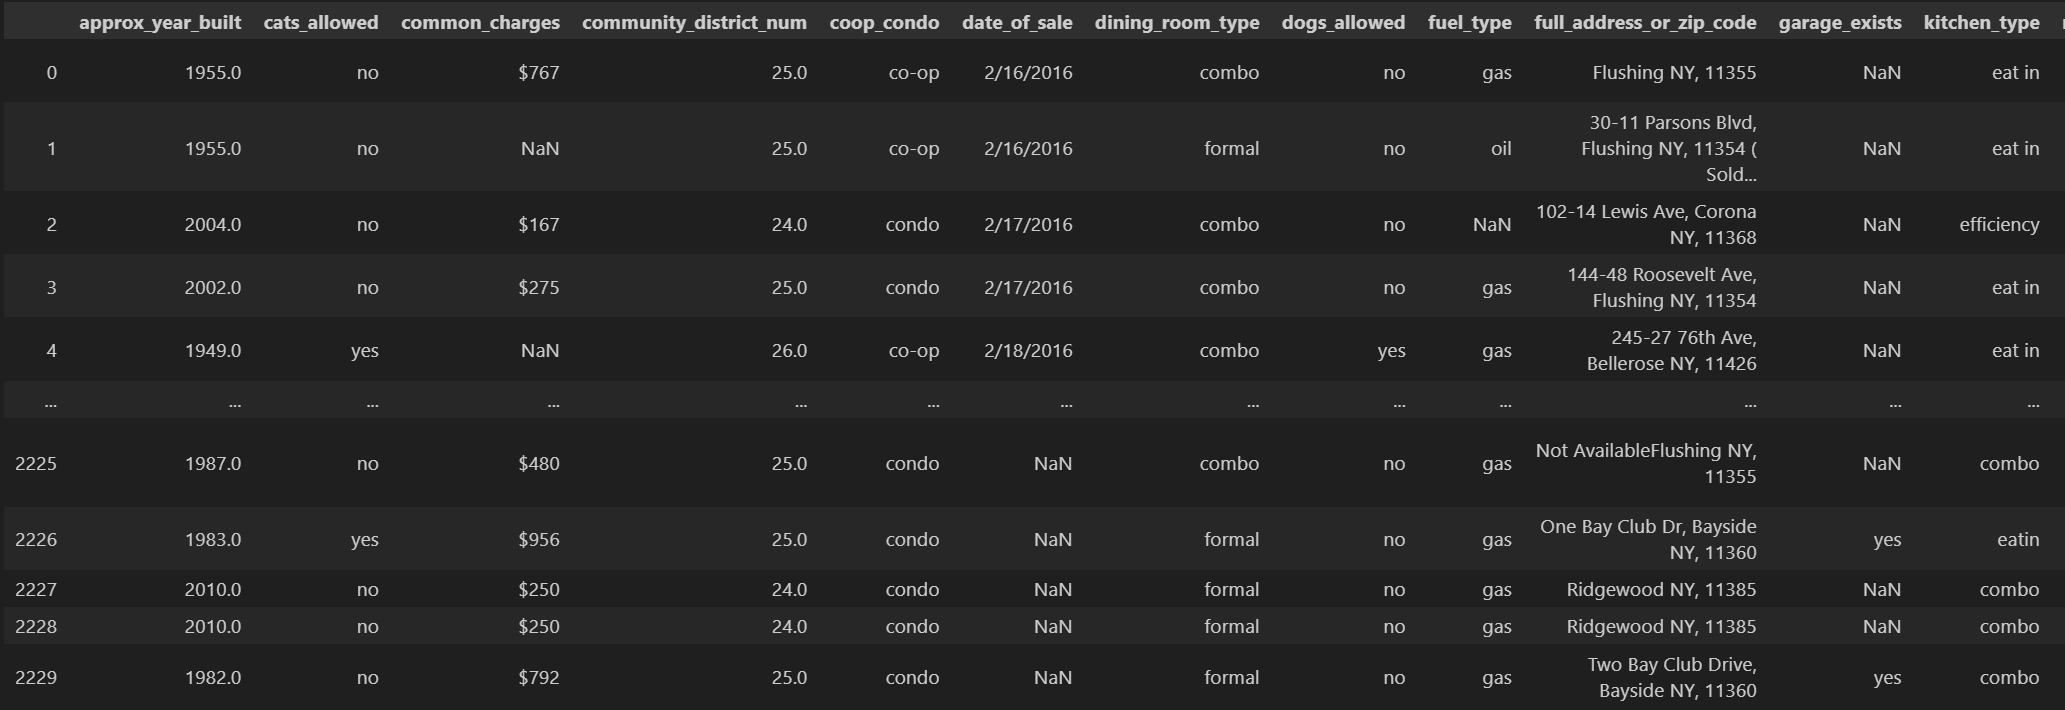 approx_year_built cats_allowed common_charges community_district_num coop_condo date_of_sale dining_room_type dogs_allowed fuel_type full_address_or_zip_code garage_exists kitchen_type
0 1955.0 no $767 25.0 co-op 2/16/2016 combo no gas Flushing NY, 11355 NaN eat in
30-11 Parsons Blvd,
1 1955.0 no NaN 25.0 co-op 2/16/2016 formal no oil Flushing NY, 11354 ( NaN eat in
Sold...
102-14 Lewis Ave, Corona
2 2004.0 no $167 24.0 condo 2/17/2016 combo no NaN NY, 11368 NaN efficiency
144-48 Roosevelt Ave,
3 2002.0 no $275 25.0 condo 2/17/2016 combo no gas Flushing NY, 11354 NaN eat in
245-27 76th Ave,
4 1949.0 yes NaN 26.0 co-op 2/18/2016 combo yes gas Bellerose NY, 11426 NaN eat in
... ... ... ... ... ... ... ... ... ... ... ... ...
Not AvailableFlushing NY,
2225 1987.0 no $480 25.0 condo NaN combo no gas 11355 NaN combo
One Bay Club Dr, Bayside
2226 1983.0 yes $956 25.0 condo NaN formal no gas NY, 11360 yes eatin
2227 2010.0 no $250 24.0 condo NaN formal no gas Ridgewood NY, 11385 NaN combo
2228 2010.0 no $250 24.0 condo NaN formal no gas Ridgewood NY, 11385 NaN combo
Two Bay Club Drive,
2229 1982.0 no $792 25.0 condo NaN formal no gas Bayside NY, 11360 yes combo